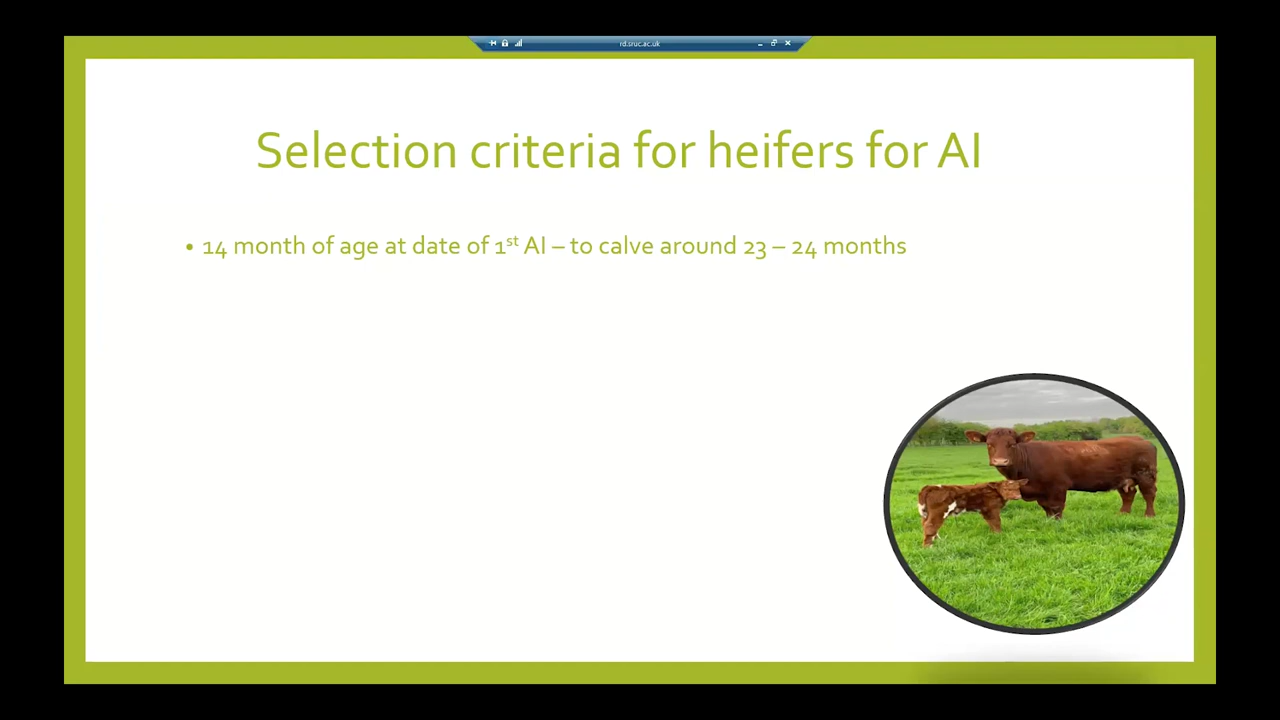 rd.sruc.ac.uk
Selection criteria for heifers for AI
• 14 month of age at date of 1st AI – to calve around 23 – 24 months